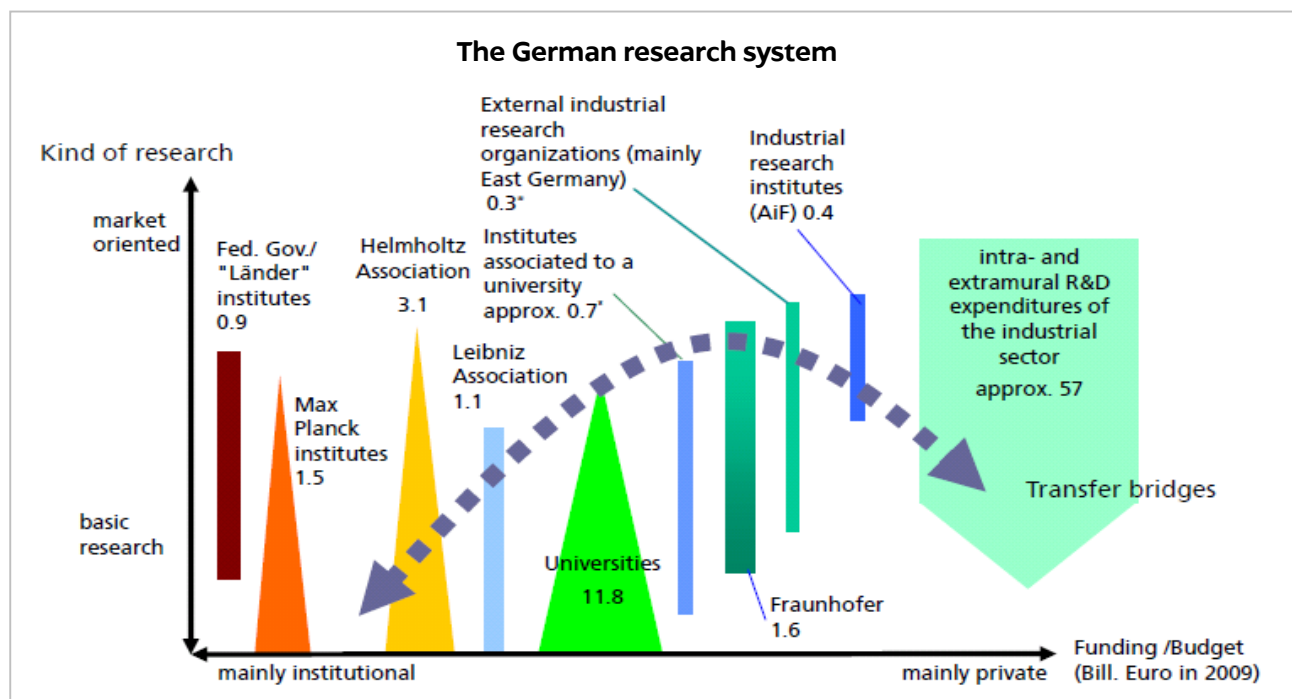 The German research system
Kind of research
market
oriented
basic
research
Fed. Gov./
"Länder"
institutes
0.9
Max
Planck
institutes
1.5
Helmholtz
Association
3.1
Leibniz
Association
1.1
External industrial
research
organizations (mainly
East Germany)
0.3*
Institutes
associated to a
university
approx. 0.7*
Universities
11.8
Fraunhofer
1.6
Industrial
research
institutes
(AiF) 0.4
intra- and
extramural R&D
expenditures of
the industrial
sector
approx. 57
Transfer bridges
mainly institutional
mainly private
Funding /Budget
(Bill. Euro in 2009)